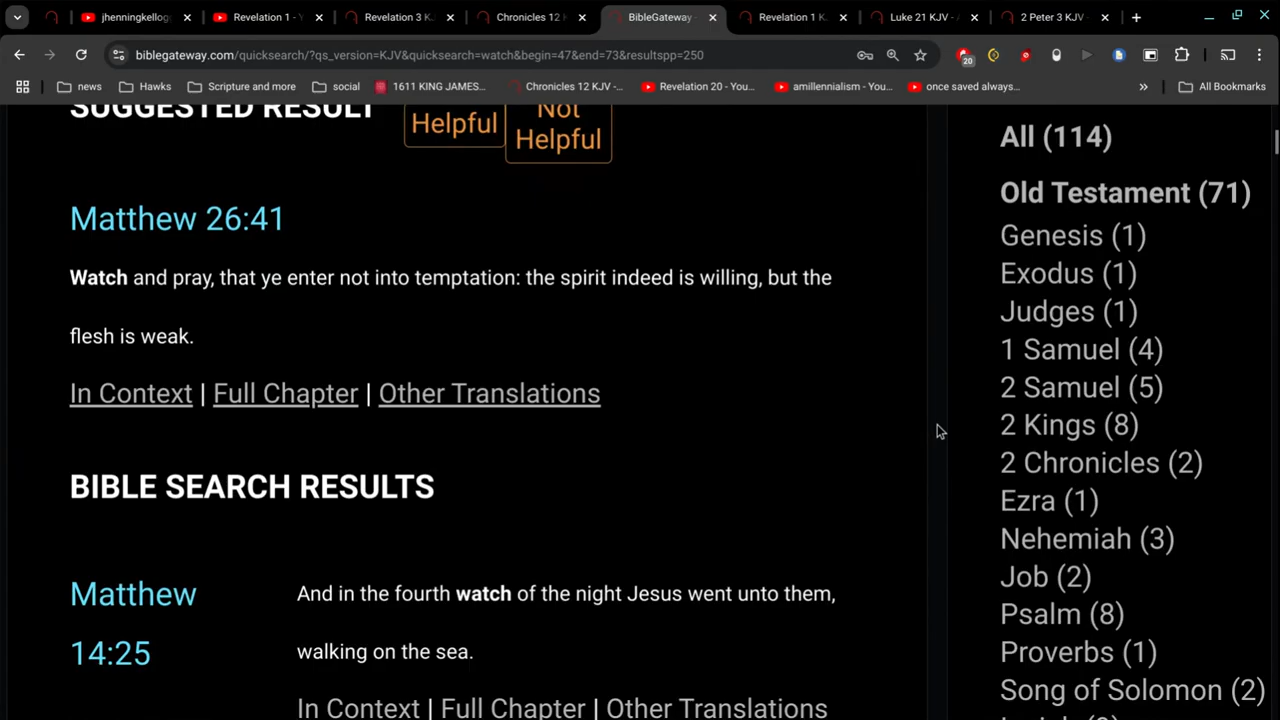 jhenningkellog
Revelation 1 - Y
Revelation 3 K
Chronicles 12
BibleGateway
Revelation 1 K
Luke 21 KJV - A
2 Peter 3 KJV -
biblegateway.com/quicksearch/?qs_version=KJV&quicksearch=watch&begin=47&end=73&resultspp=250
20
news
Hawks
Scripture and more
social
1611 KING JAMES...
Chronicles 12 KJV -...
Revelation 20 - You...
amillennialism - You...
once saved always...
»
All Bookmarks
SUGGESTED RESULT
Helpful
Not
Helpful
Matthew 26:41
Watch and pray, that ye enter not into temptation: the spirit indeed is willing, but the
flesh is weak.
In Context | Full Chapter | Other Translations
BIBLE SEARCH RESULTS
Matthew
14:25
And in the fourth watch of the night Jesus went unto them,
walking on the sea.
In Context | Full Chapter | Other Translations
All (114)
Old Testament (71)
Genesis (1)
Exodus (1)
Judges (1)
1 Samuel (4)
2 Samuel (5)
2 Kings (8)
2 Chronicles (2)
Ezra (1)
Nehemiah (3)
Job (2)
Psalm (8)
Proverbs (1)
Song of Solomon (2)